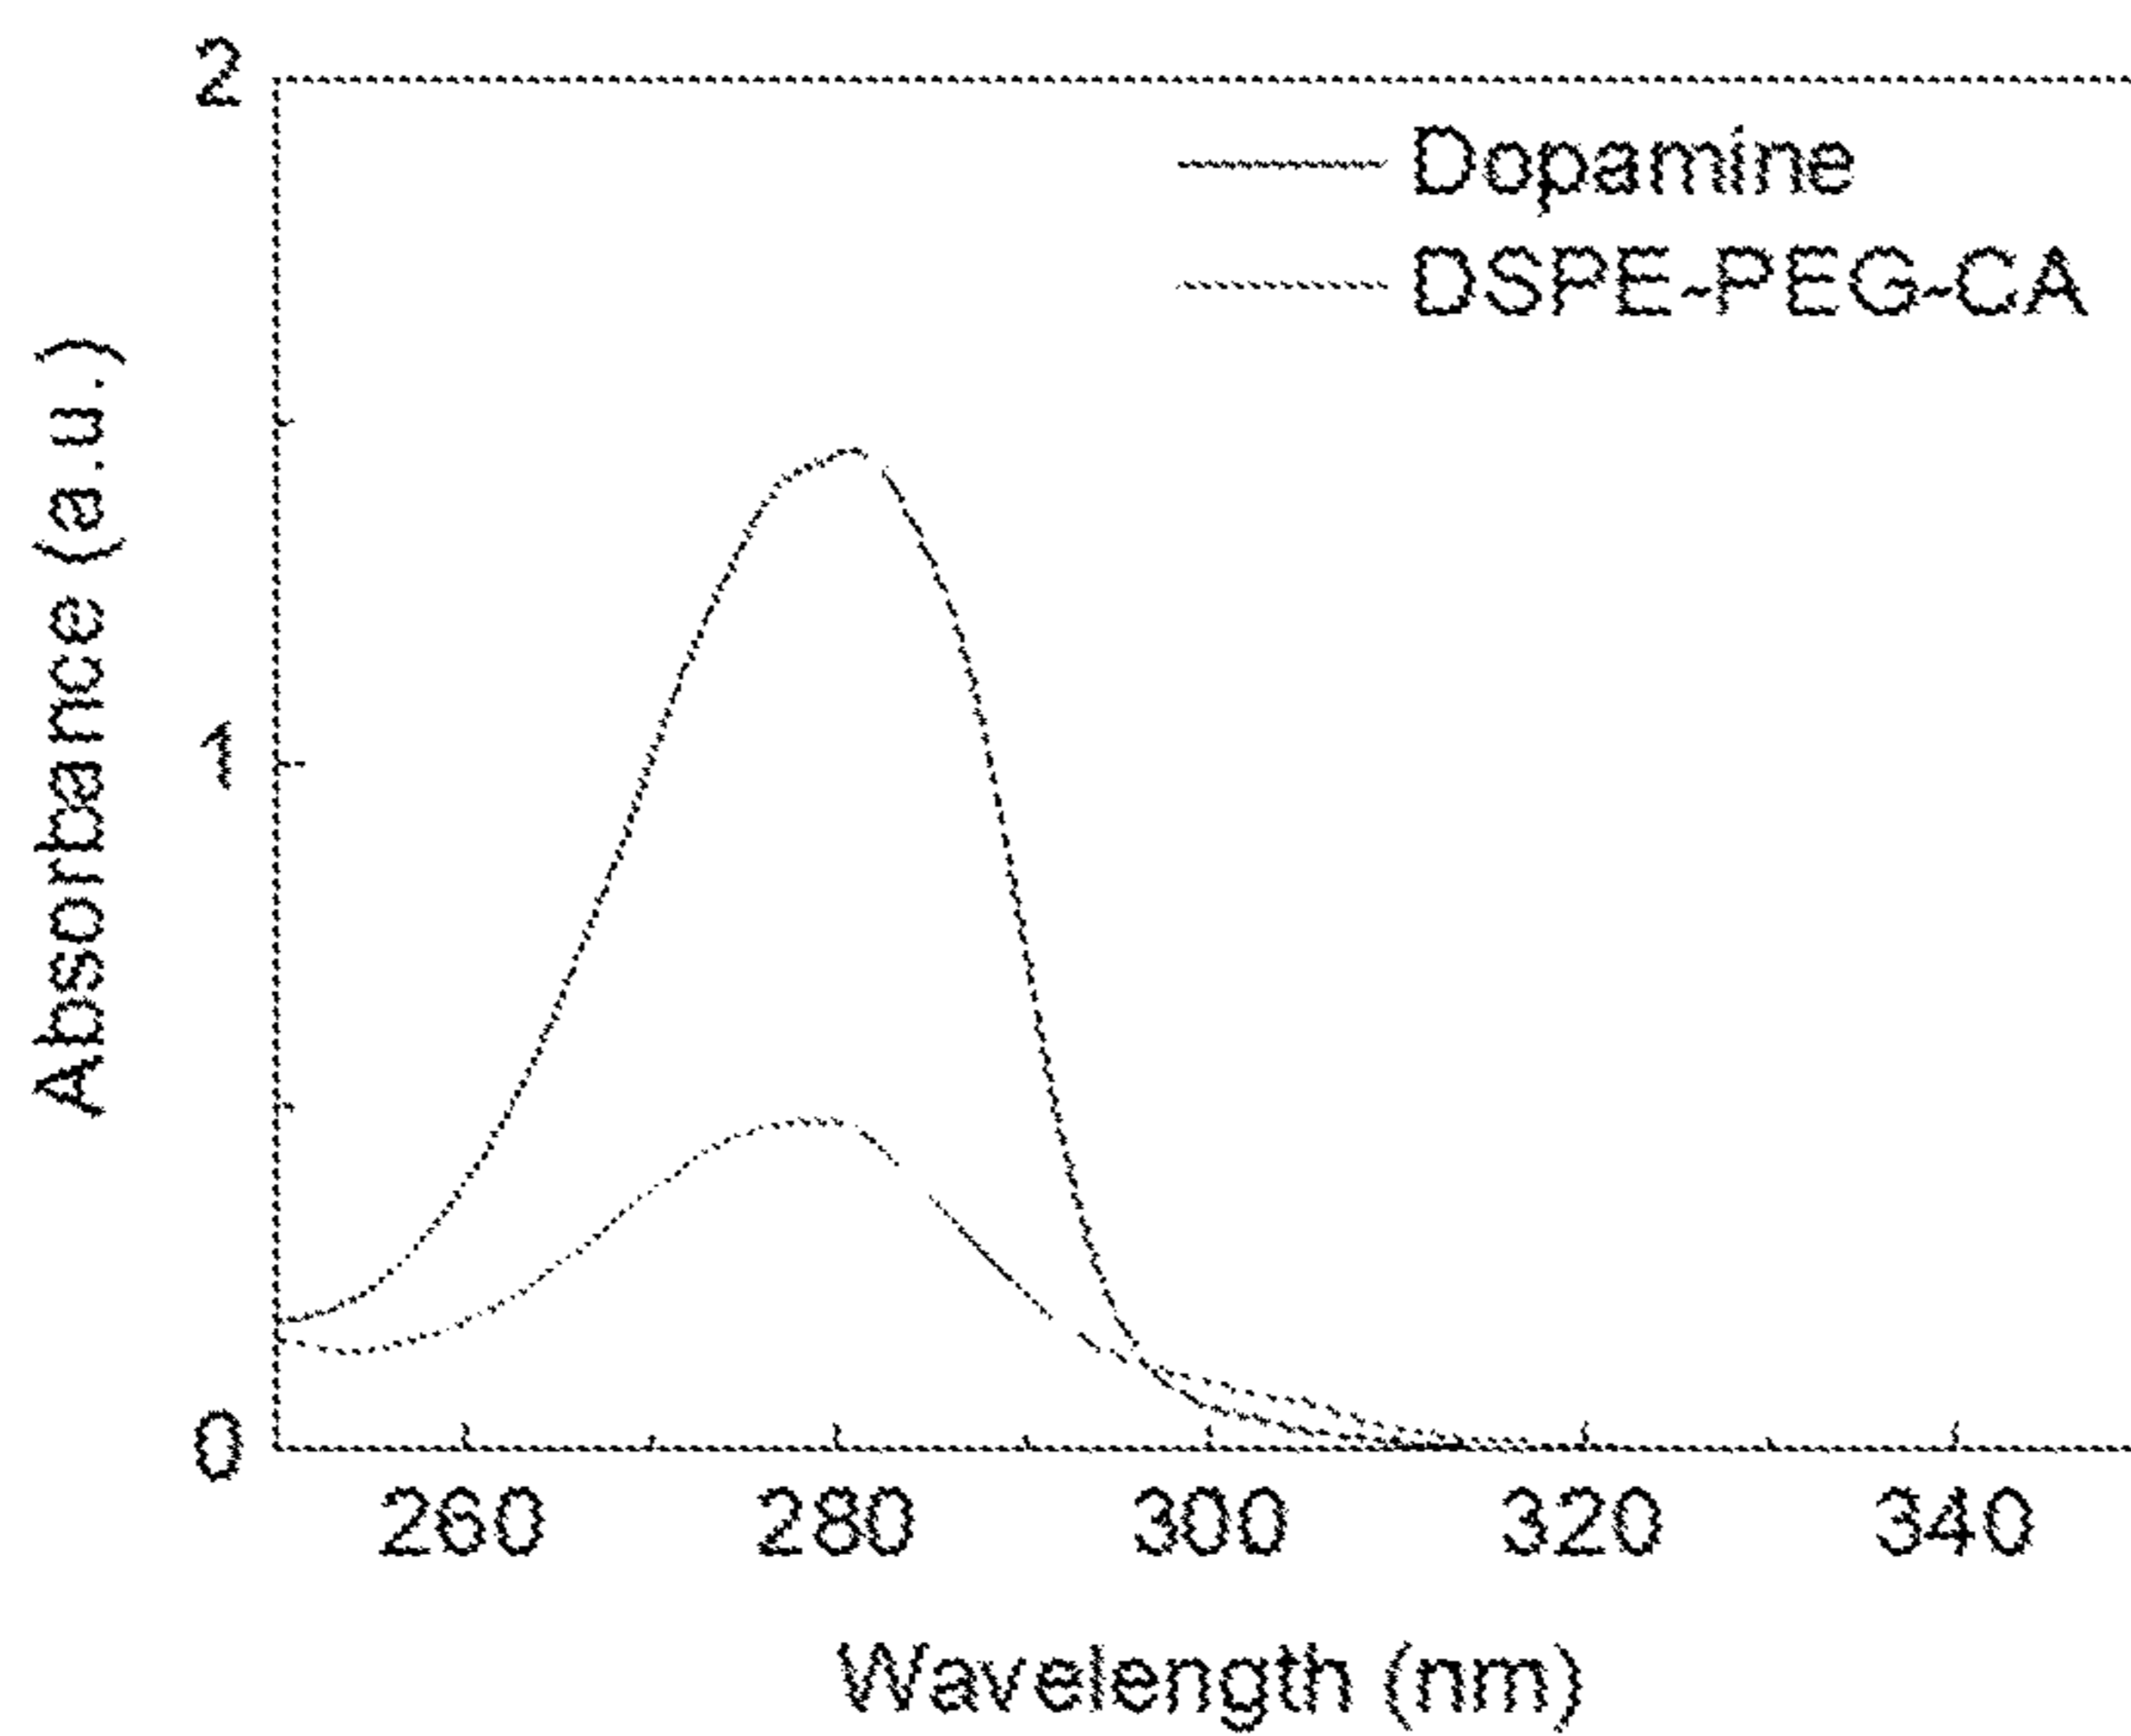 2
Dopamine
DSPE-PEG-CA
Absorbance (a.u.)
1
0
260 280 300 320 340
Wavelength (nm)